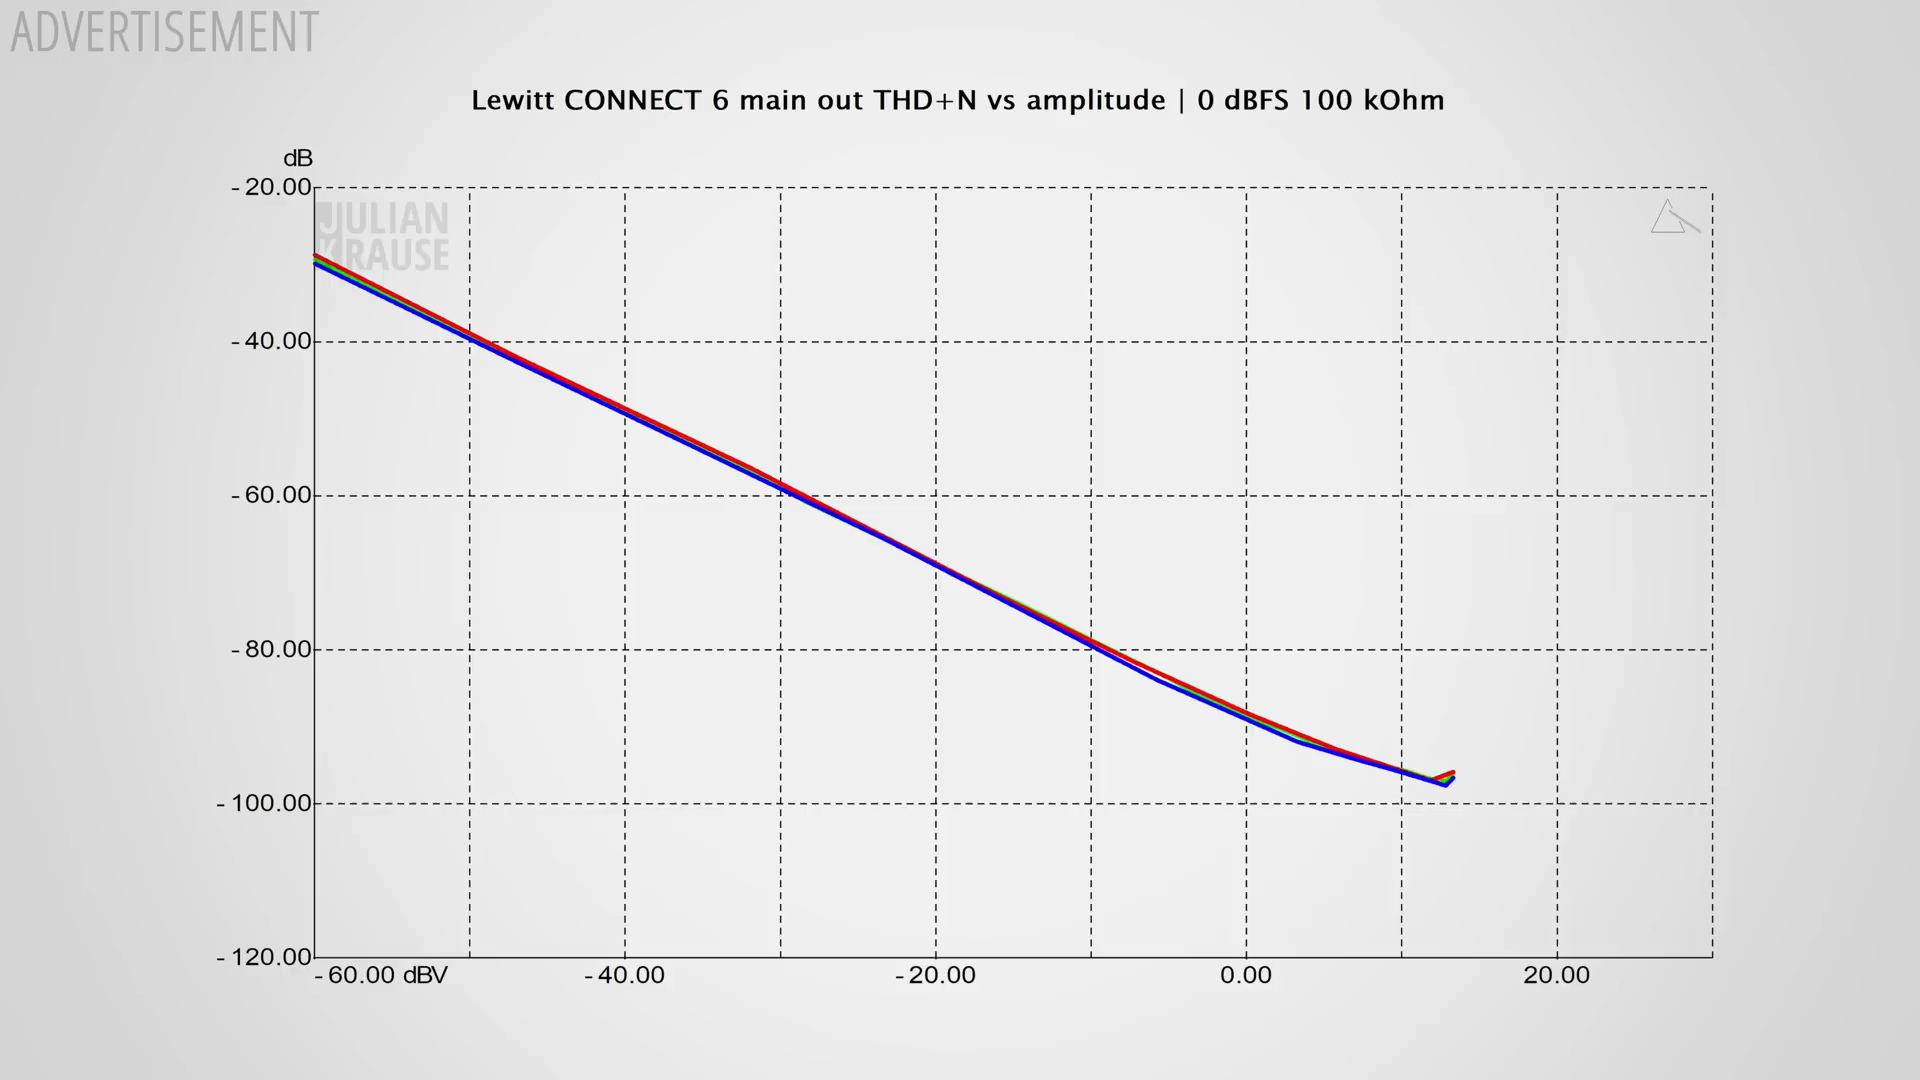 ADVERTISEMENT
Lewitt CONNECT 6 main out THD+N vs amplitude | 0 dBFS 100 kOhm
dB
-20.00
JULIAN
KRAUSE
-40.00
-60.00
-80.00
-100.00
-120.00
-60.00 dBV -40.00 -20.00 0.00 20.00